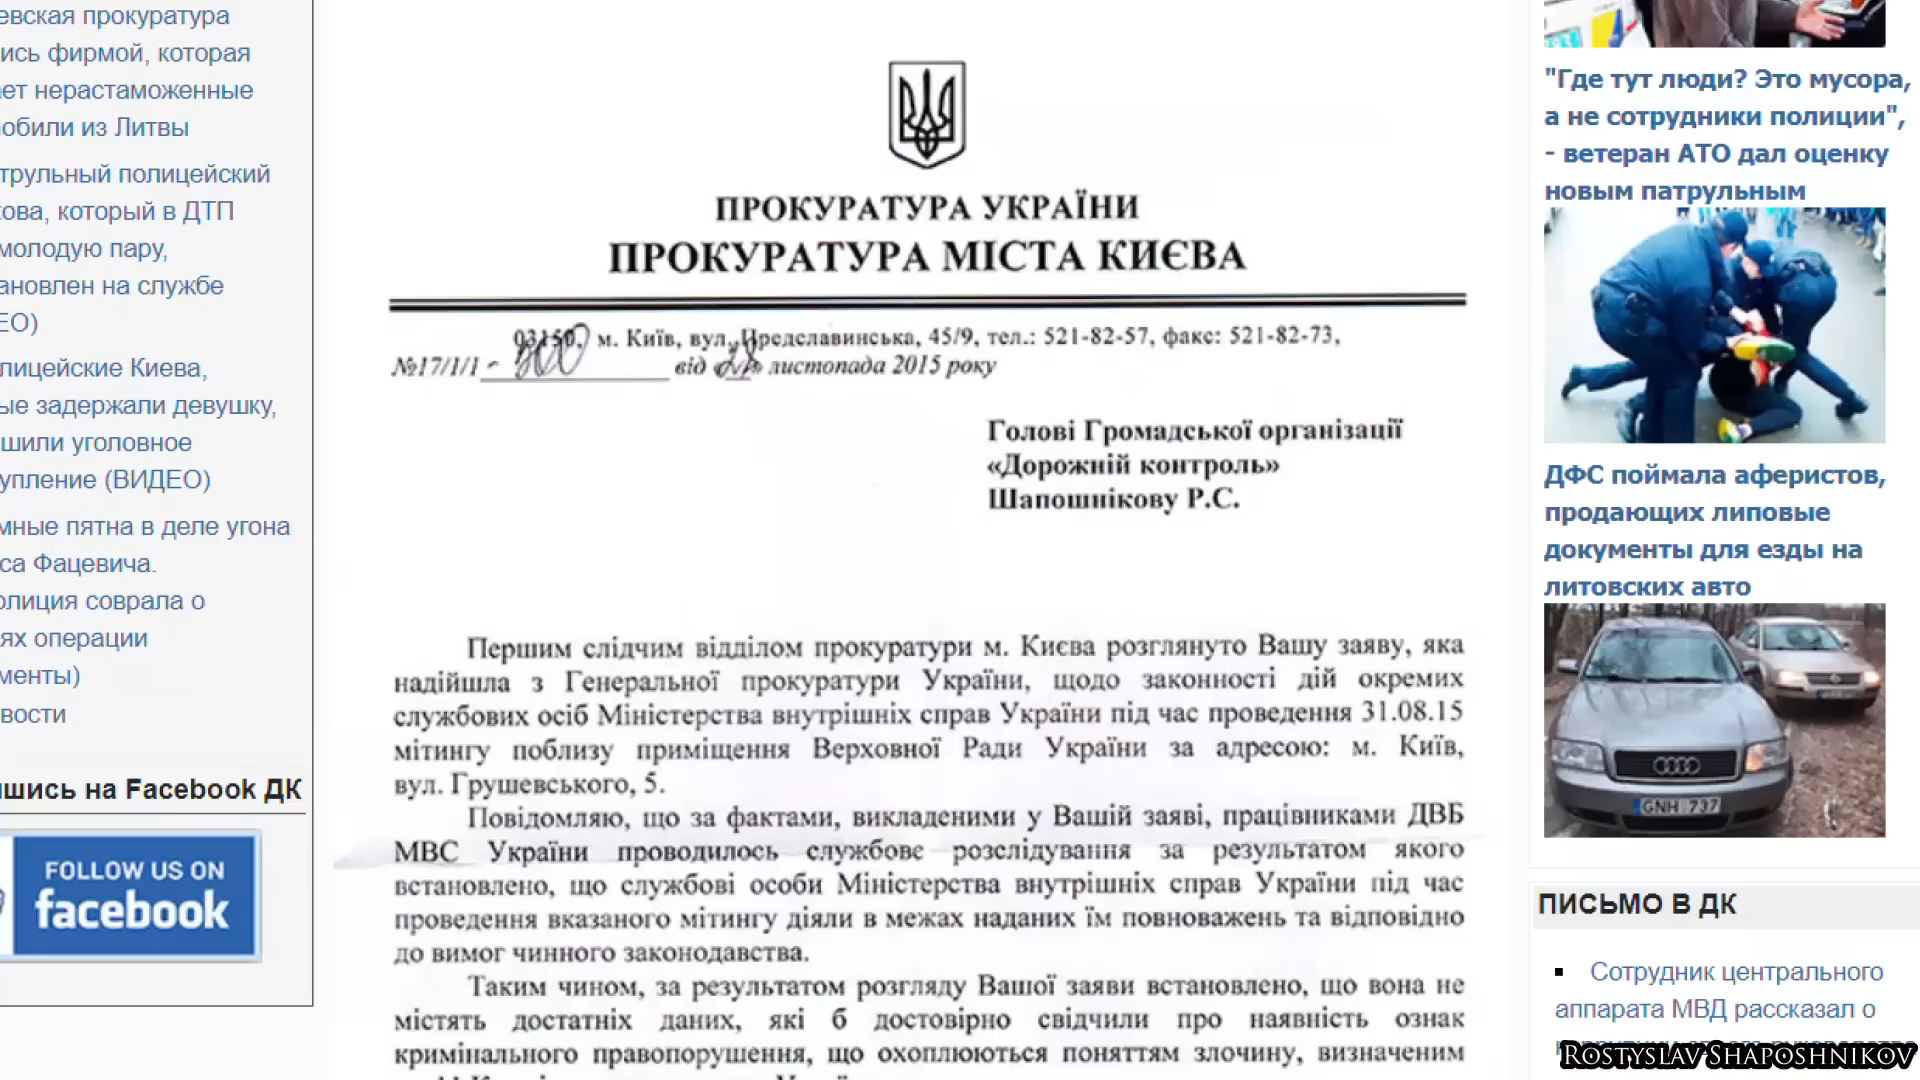 евская прокуратура
ись фирмой, которая
ает нерастаможенные
обили из Литвы
трульный полицейский
кова, который в ДТП
молодую пару,
ановлен на службе
ЕО)
лицейские Киева,
ые задержали девушку,
шили уголовное
упление (ВИДЕО)
мные пятна в деле угона
са Фацевича.
олиция соврала о
ях операции
менты)
вости
шись на Facebook ДК
FOLLOW US ON
facebook
ПРОКУРАТУРА УКРАЇНИ
ПРОКУРАТУРА МІСТА КИЄВА
03150, м. Київ, вул. Предславинська, 45/9, тел.: 521-82-57, факс: 521-82-73,
№17/1/1- від 28 листопада 2015 року
Голові Громадської організації
«Дорожній контроль»
Шапошнікову Р.С.
Першим слідчим відділом прокуратури м. Києва розглянуто Вашу заяву, яка
надійшла з Генеральної прокуратури України, щодо законності дій окремих
службових осіб Міністерства внутрішніх справ України під час проведення 31.08.15
мітингу поблизу приміщення Верховної Ради України за адресою: м. Київ,
вул. Грушевського, 5.
Повідомляю, що за фактами, викладеними у Вашій заяві, працівниками ДВБ
МВС України проводилось службове розслідування за результатом якого
встановлено, що службові особи Міністерства внутрішніх справ України під час
проведення вказаного мітингу діяли в межах наданих їм повноважень та відповідно
до вимог чинного законодавства.
Таким чином, за результатом розгляду Вашої заяви встановлено, що вона не
містять достатніх даних, які б достовірно свідчили про наявність ознак
кримінального правопорушення, що охоплюються поняттям злочину, визначеним
"Где тут люди? Это мусора,
а не сотрудники полиции",
- ветеран АТО дал оценку
новым патрульным
ДФС поймала аферистов,
продающих липовые
документы для езды на
литовских авто
GNH 737
ПИСЬМО В ДК
Сотрудник центрального
аппарата МВД рассказал о
Rostyslav Shaposhnikov